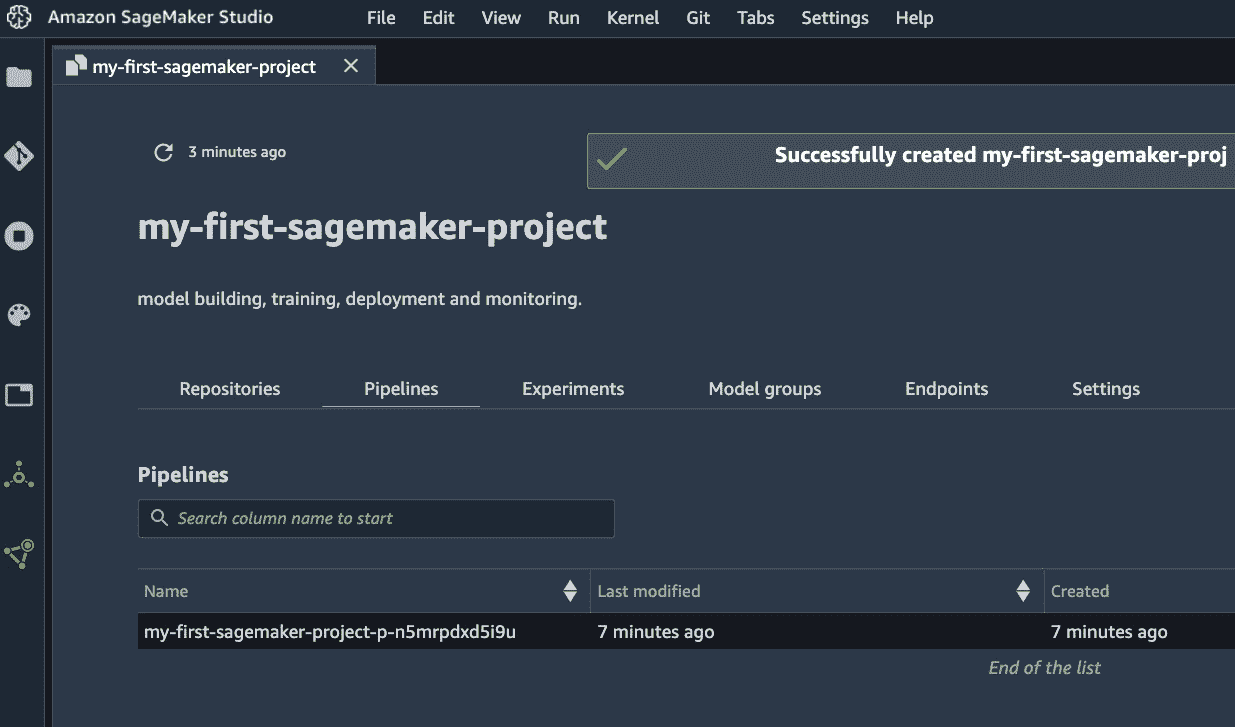 Amazon SageMaker Studio File Edit View Run Kernel Git Tabs Settings Help
my-first-sagemaker-project
3 minutes ago
Successfully created my-first-sagemaker-proj
my-first-sagemaker-project
model building, training, deployment and monitoring.
Repositories Pipelines Experiments Model groups Endpoints Settings
Pipelines
Search column name to start
Name Last modified Created
my-first-sagemaker-project-p-n5mrpdxd5i9u 7 minutes ago 7 minutes ago
End of the list